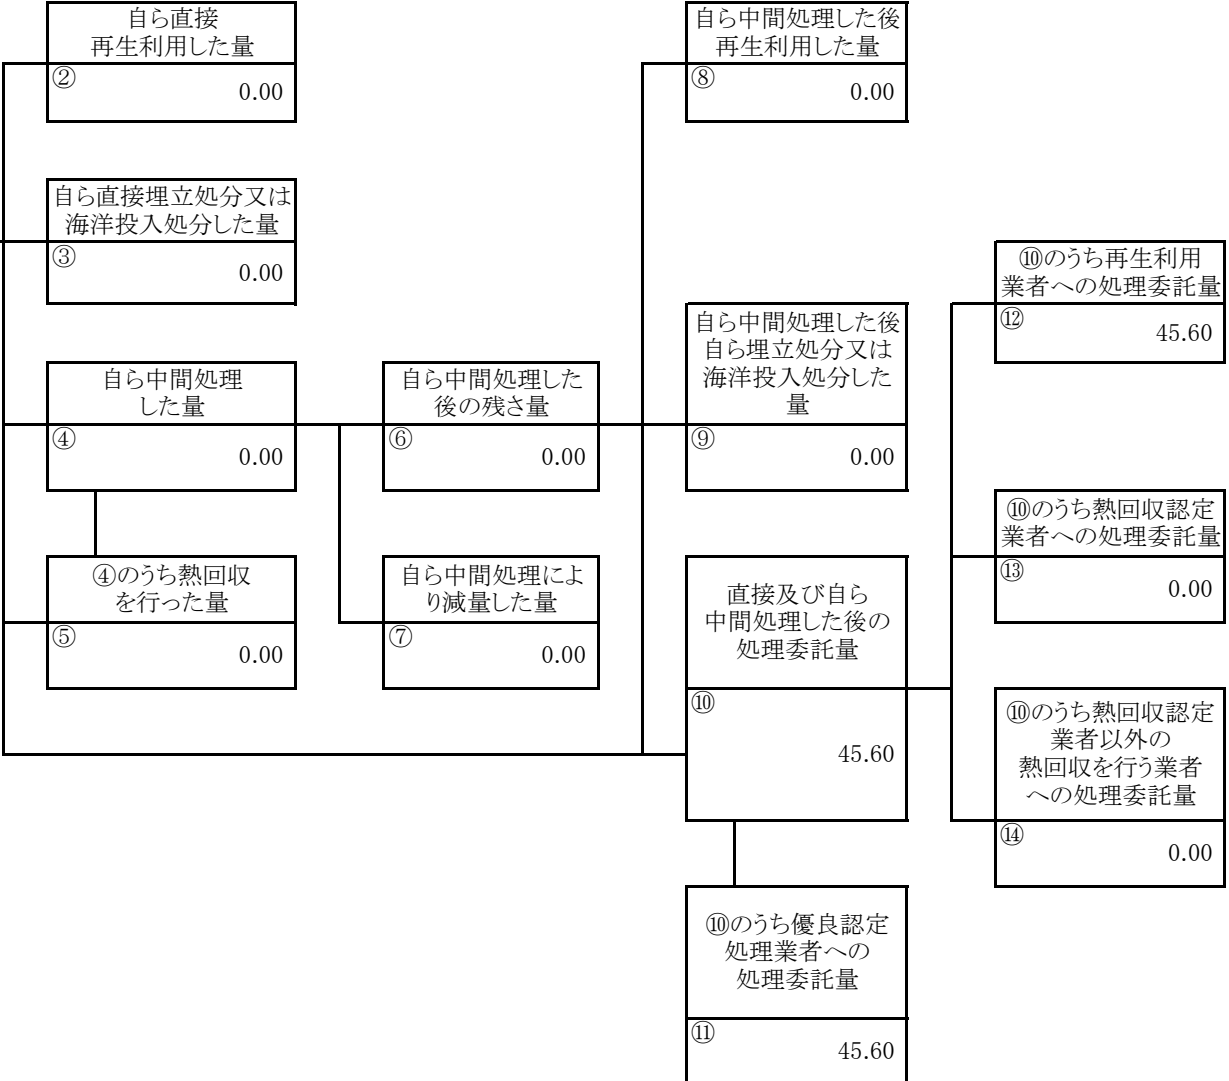 自ら直接
再生利用した量
②
0.00
自ら直接埋立処分又は
海洋投入処分した量
③
0.00
自ら中間処理
した量
④
0.00
④のうち熱回収
を行った量
⑤
0.00
自ら中間処理した
後の残さ量
⑥
0.00
自ら中間処理によ
り減量した量
⑦
0.00
自ら中間処理した後
再生利用した量
⑧
0.00
自ら中間処理した後
自ら埋立処分又は
海洋投入処分した
量
⑨
0.00
直接及び自ら
中間処理した後の
処理委託量
⑩
45.60
⑩のうち優良認定
処理業者への
処理委託量
⑪
45.60
⑩のうち再生利用
業者への処理委託量
⑫
45.60
⑩のうち熱回収認定
業者への処理委託量
⑬
0.00
⑩のうち熱回収認定
業者以外の
熱回収を行う業者
への処理委託量
⑭
0.00